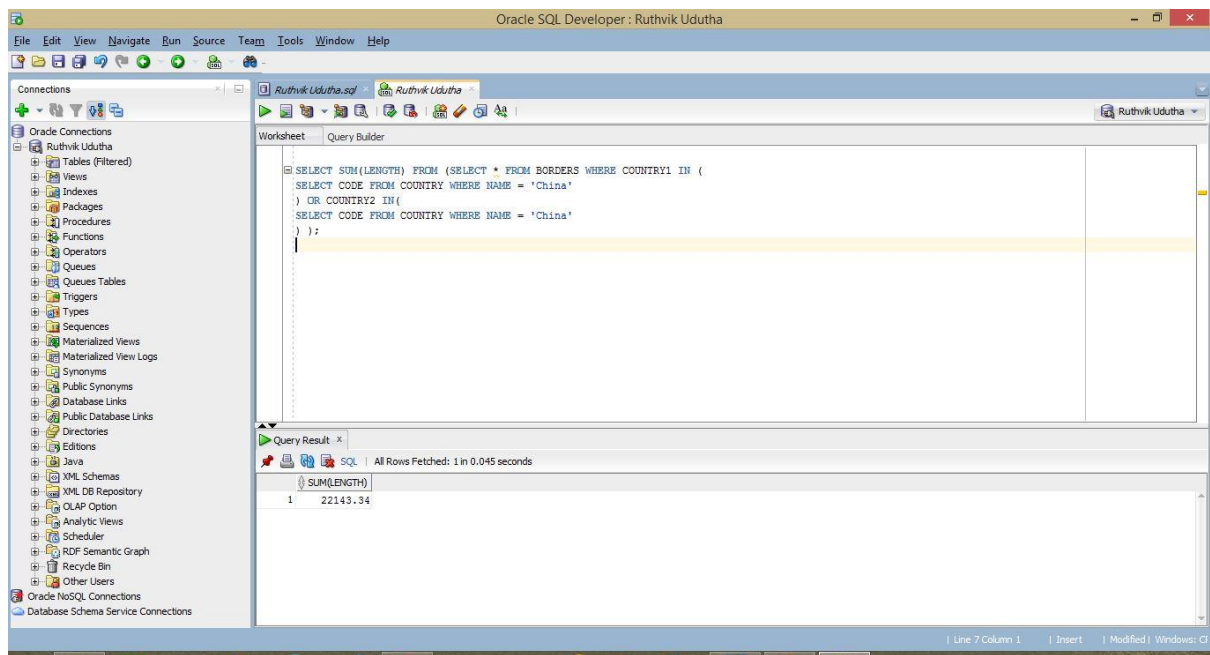 Oracle SQL Developer : Ruthvik Udutha
File Edit View Navigate Run Source Team Tools Window Help
Connections
Oracle Connections
Ruthvik Udutha
Tables (Filtered)
Views
Indexes
Packages
Procedures
Functions
Operators
Queues
Queues Tables
Triggers
Types
Sequences
Materialized Views
Materialized View Logs
Synonyms
Public Synonyms
Database Links
Public Database Links
Directories
Editions
Java
XML Schemas
XML DB Repository
OLAP Option
Analytic Views
Scheduler
RDF Semantic Graph
Recycle Bin
Other Users
Oracle NoSQL Connections
Database Schema Service Connections
Ruthvik Udutha.sql Ruthvik Udutha
Ruthvik Udutha
Worksheet Query Builder
SELECT SUM(LENGTH) FROM (SELECT * FROM BORDERS WHERE COUNTRY1 IN (
SELECT CODE FROM COUNTRY WHERE NAME = 'China'
) OR COUNTRY2 IN(
SELECT CODE FROM COUNTRY WHERE NAME = 'China'
) );
Query Result
SQL | All Rows Fetched: 1 in 0.045 seconds
SUM(LENGTH)
1 22143.34
| Line 7 Column 1 | Insert | Modified | Windows: CR